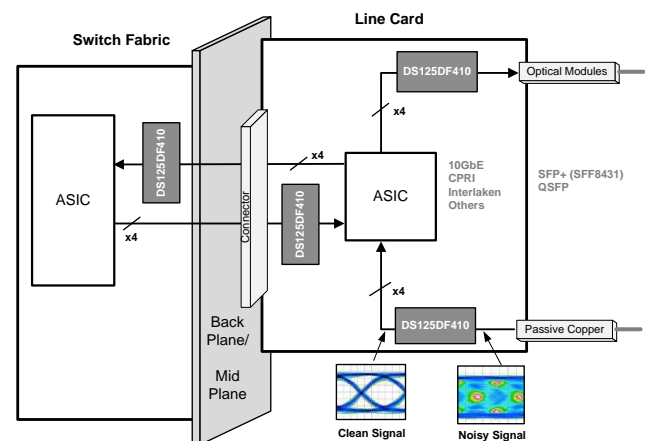 Line Card
Switch Fabric
DS125DF410
Optical Modules
x4
DS125DF410
x4
ASIC
ASIC
10GbE
CPRI
Interlaken
Others
SFP+ (SFF8431)
QSFP
Connector
DS125DF410
x4
x4
Back
Plane/
Mid
Plane
DS125DF410
Passive Copper
Clean Signal
Noisy Signal